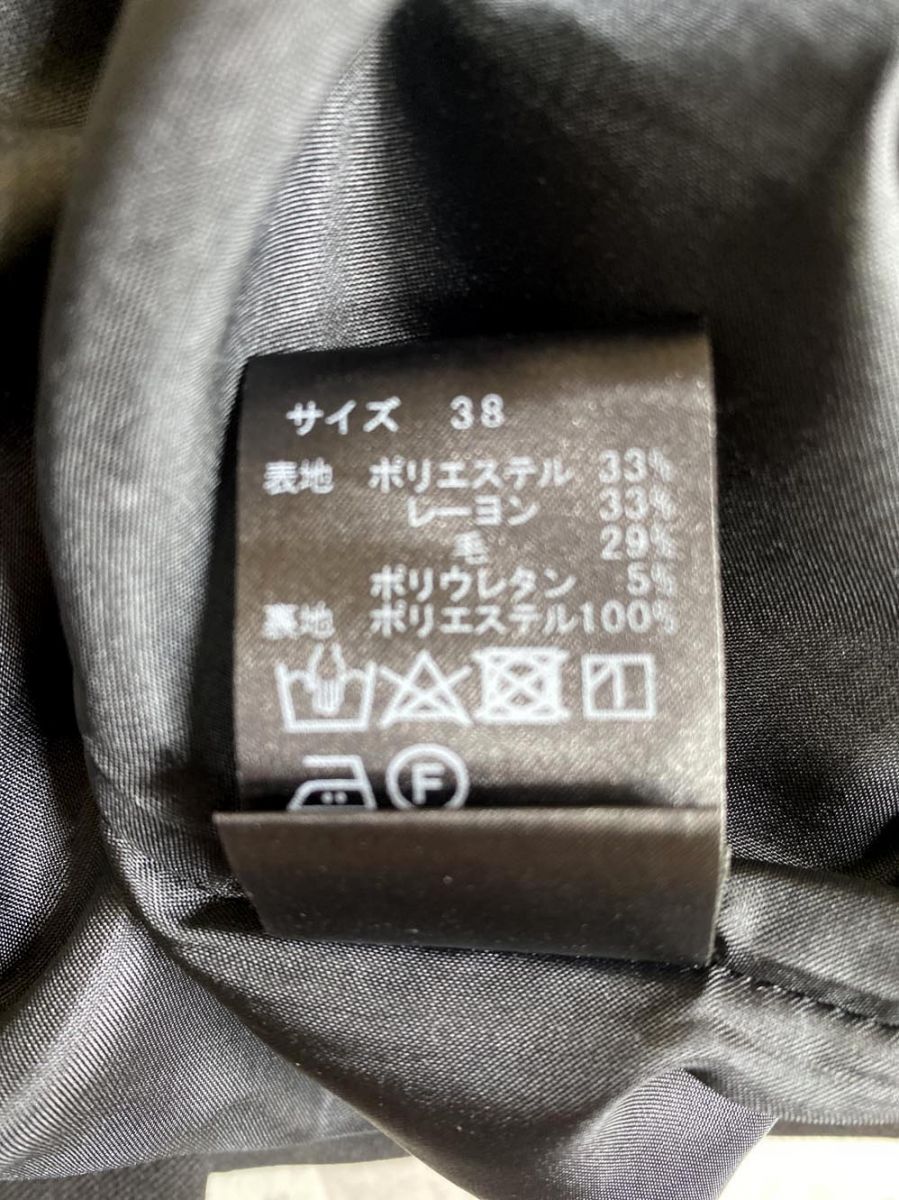 サイズ 38
表地 ポリエステル 33%
レーヨン 33%
毛 29%
ポリウレタン 5%
裏地 ポリエステル100%
F